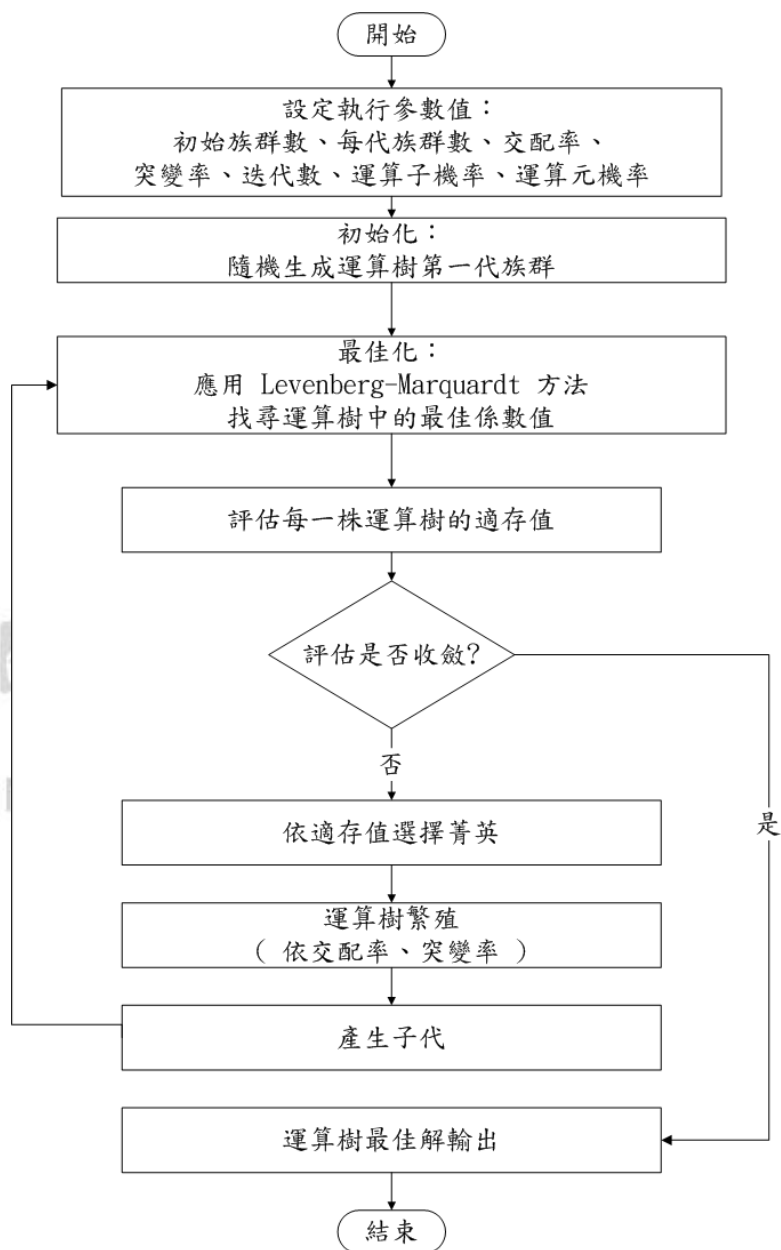 開始
設定執行參數值：
初始族群數、每代族群數、交配率、
突變率、迭代數、運算子機率、運算元機率
初始化：
隨機生成運算樹第一代族群
最佳化：
應用 Levenberg-Marquardt 方法
找尋運算樹中的最佳係數值
評估每一株運算樹的適存值
評估是否收斂?
否
是
依適存值選擇菁英
運算樹繁殖
（ 依交配率、突變率 ）
產生子代
運算樹最佳解輸出
結束